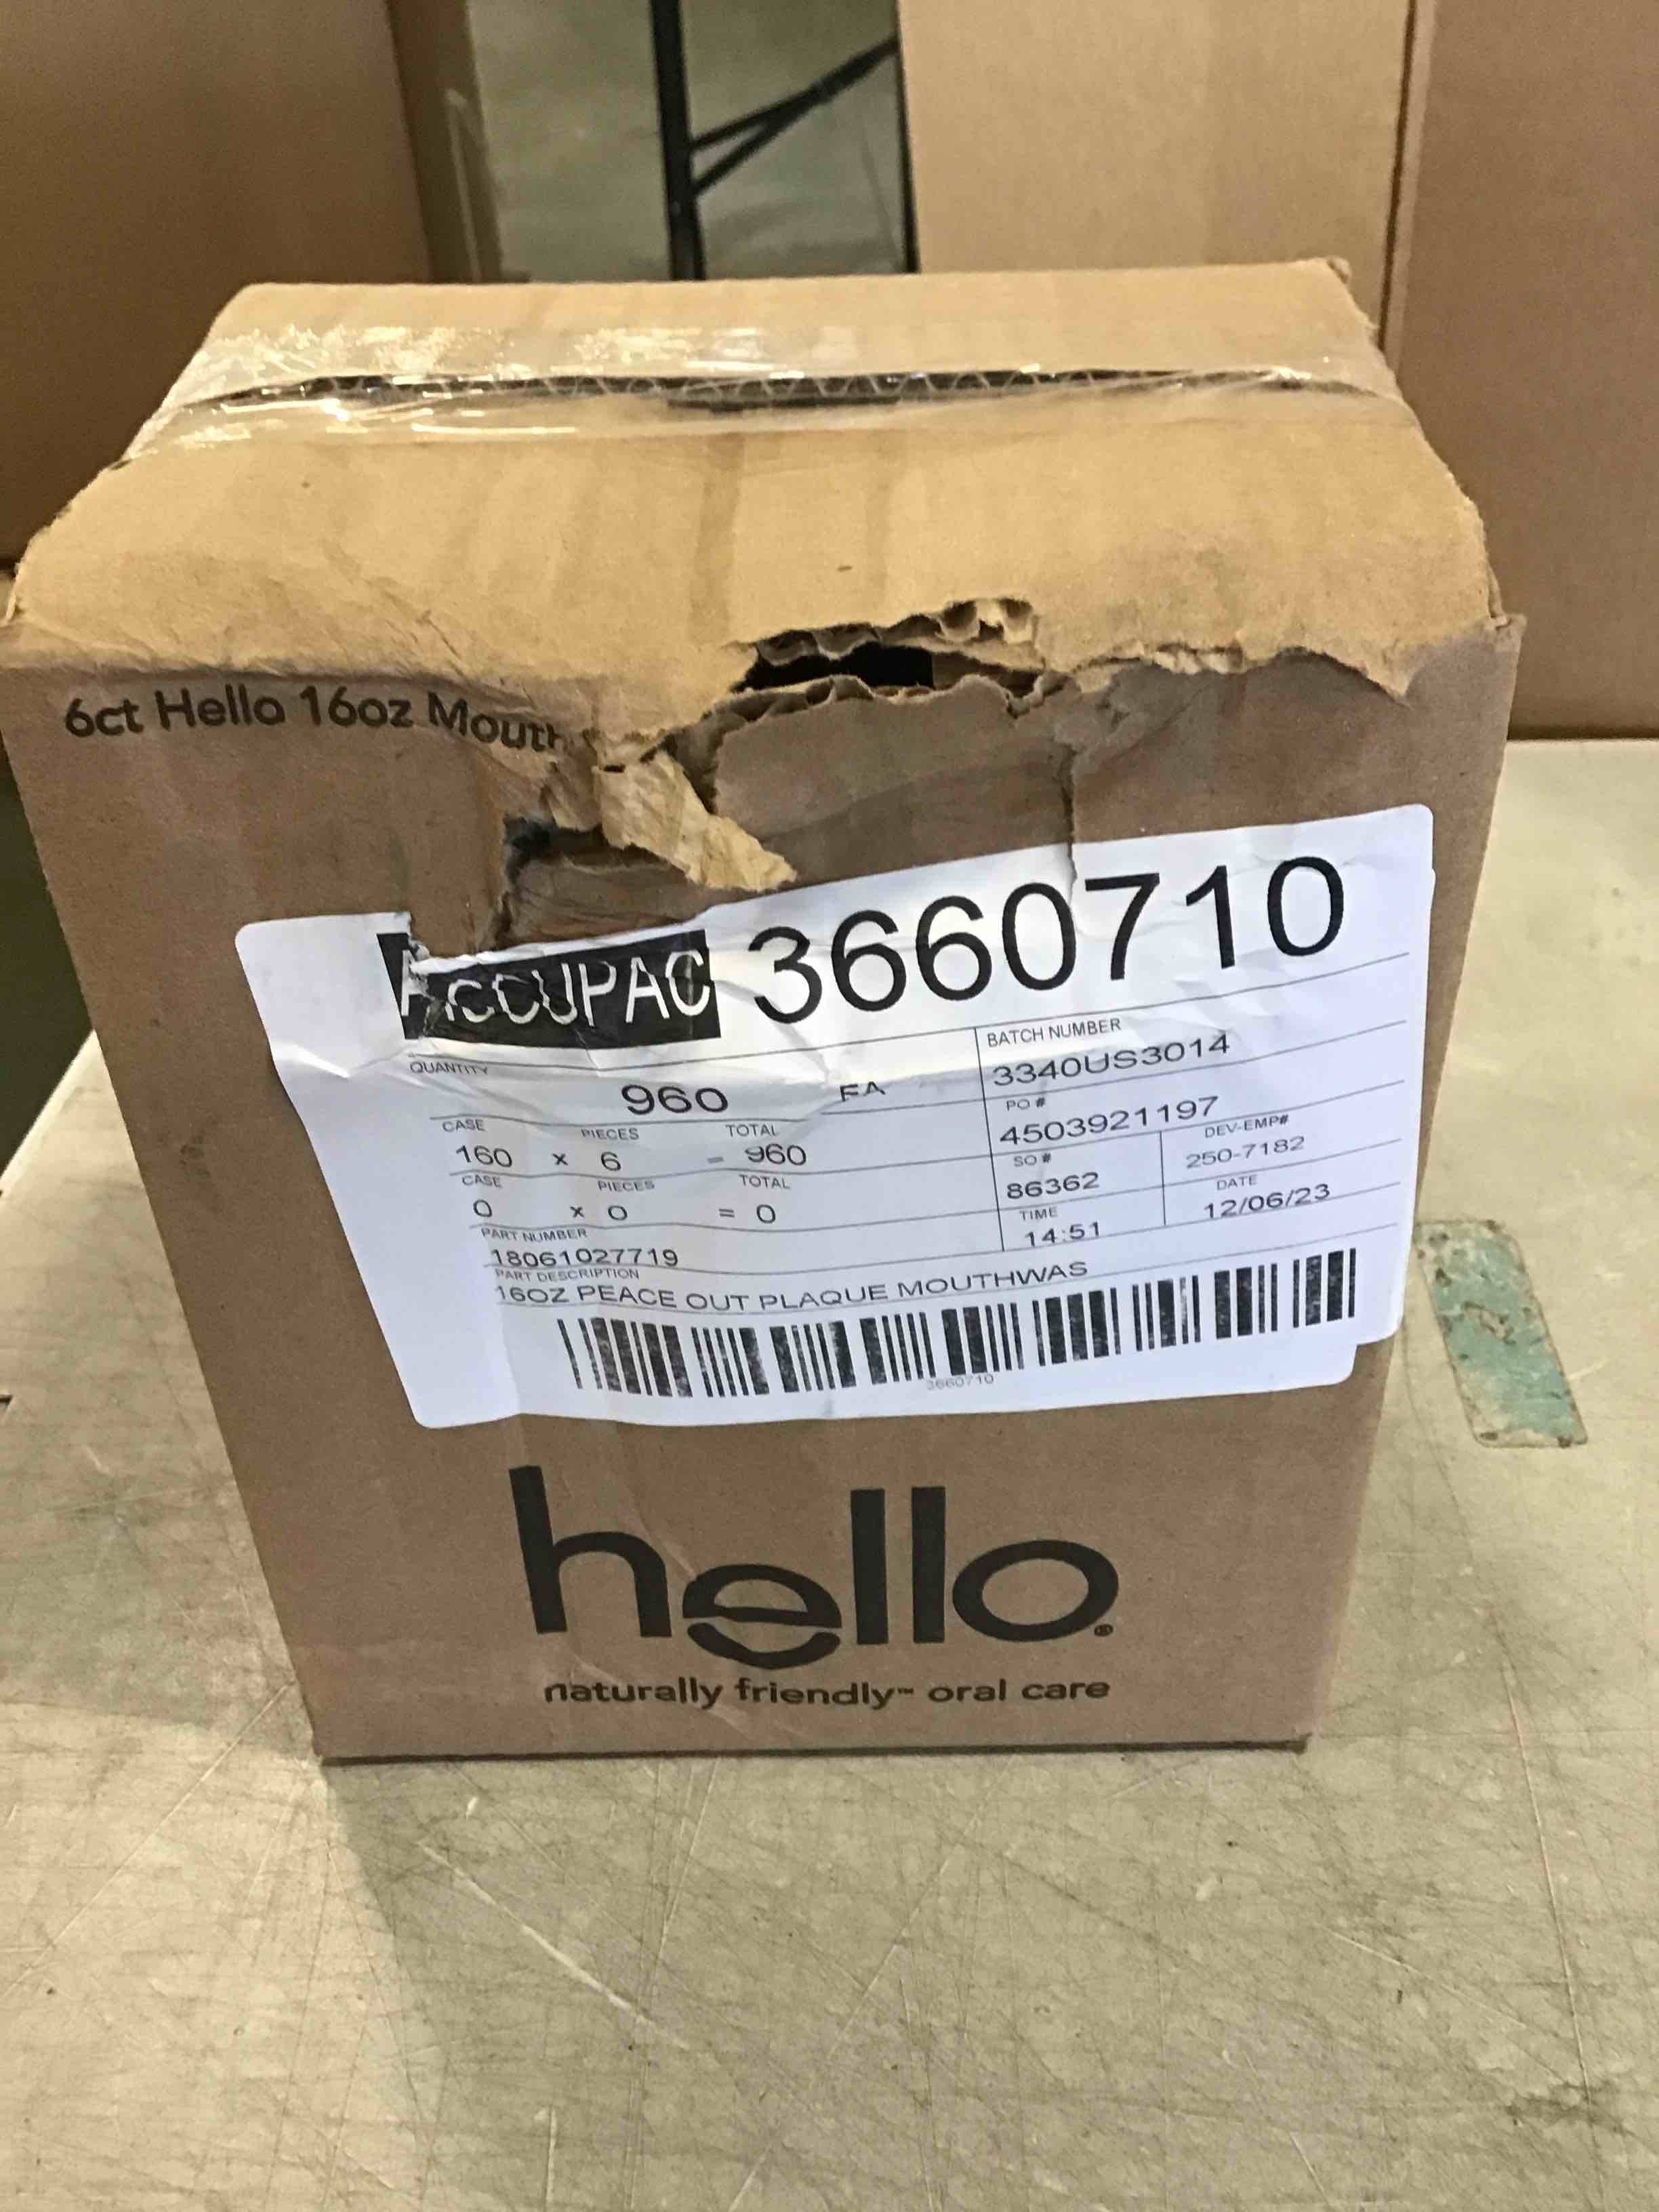 6ct Hello 16oz Mouth
ACCUPAC 3660710
QUANTITY
960 EA
BATCH NUMBER
3340US3014
CASE PIECES TOTAL
160 x 6 = 960
PO #
4503921197
CASE PIECES TOTAL
0 x 0 = 0
SO # DEV-EMP#
86362 250-7182
TIME DATE
14:51 12/06/23
PART NUMBER
18061027719
PART DESCRIPTION
16OZ PEACE OUT PLAQUE MOUTHWAS
3660710
hello®
naturally friendly™ oral care